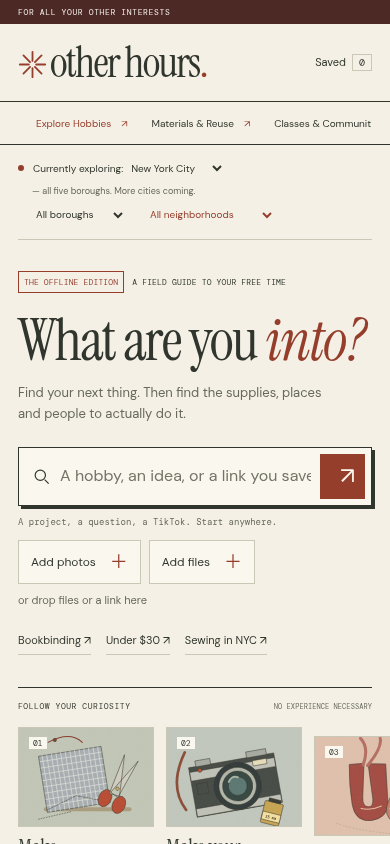 FOR ALL YOUR OTHER INTERESTS
other hours.
Saved 0
Explore Hobbies ↗ Materials & Reuse ↗ Classes & Communit
Currently exploring: New York City
— all five boroughs. More cities coming.
All boroughs All neighborhoods
THE OFFLINE EDITION A FIELD GUIDE TO YOUR FREE TIME
What are you into?
Find your next thing. Then find the supplies, places
and people to actually do it.
A hobby, an idea, or a link you save
A project, a question, a TikTok. Start anywhere.
Add photos + Add files +
or drop files or a link here
Bookbinding ↗ Under $30 ↗ Sewing in NYC ↗
FOLLOW YOUR CURIOSITY NO EXPERIENCE NECESSARY
01 02 03
Make Make your